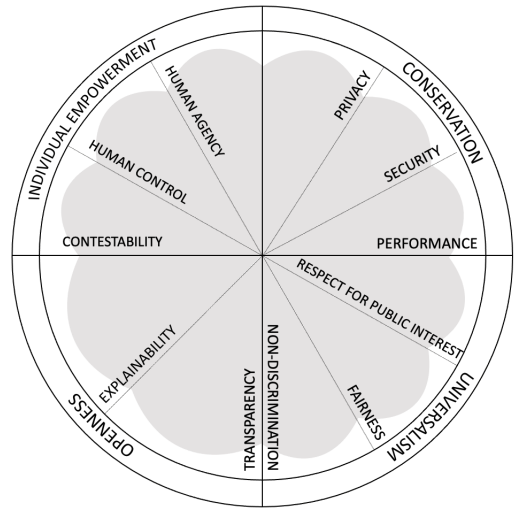 INDIVIDUAL EMPOWERMENT
CONSERVATION
HUMAN AGENCY
PRIVACY
HUMAN CONTROL
SECURITY
CONTESTABILITY
PERFORMANCE
RESPECT FOR PUBLIC INTEREST
EXPLAINABILITY
TRANSPARENCY
NON-DISCRIMINATION
FAIRNESS
OPENNESS
UNIVERSALISM